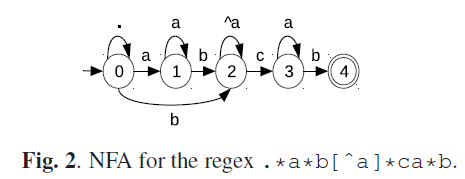 . a ^a a
a b c b
0 1 2 3 4
b
Fig. 2. NFA for the regex .*a*b[^a]*ca*b.